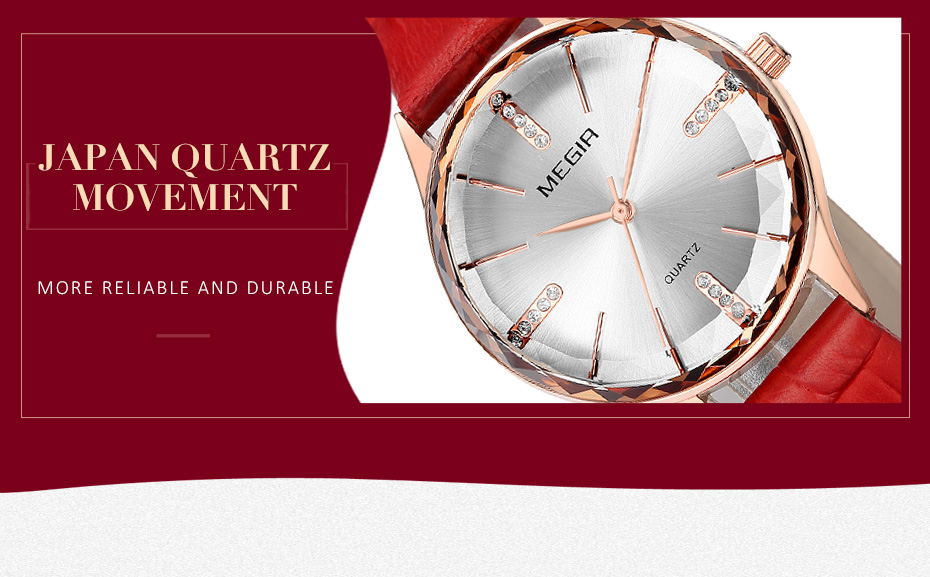 JAPAN QUARTZ
MOVEMENT
MORE RELIABLE AND DURABLE
MEGIR
QUARTZ